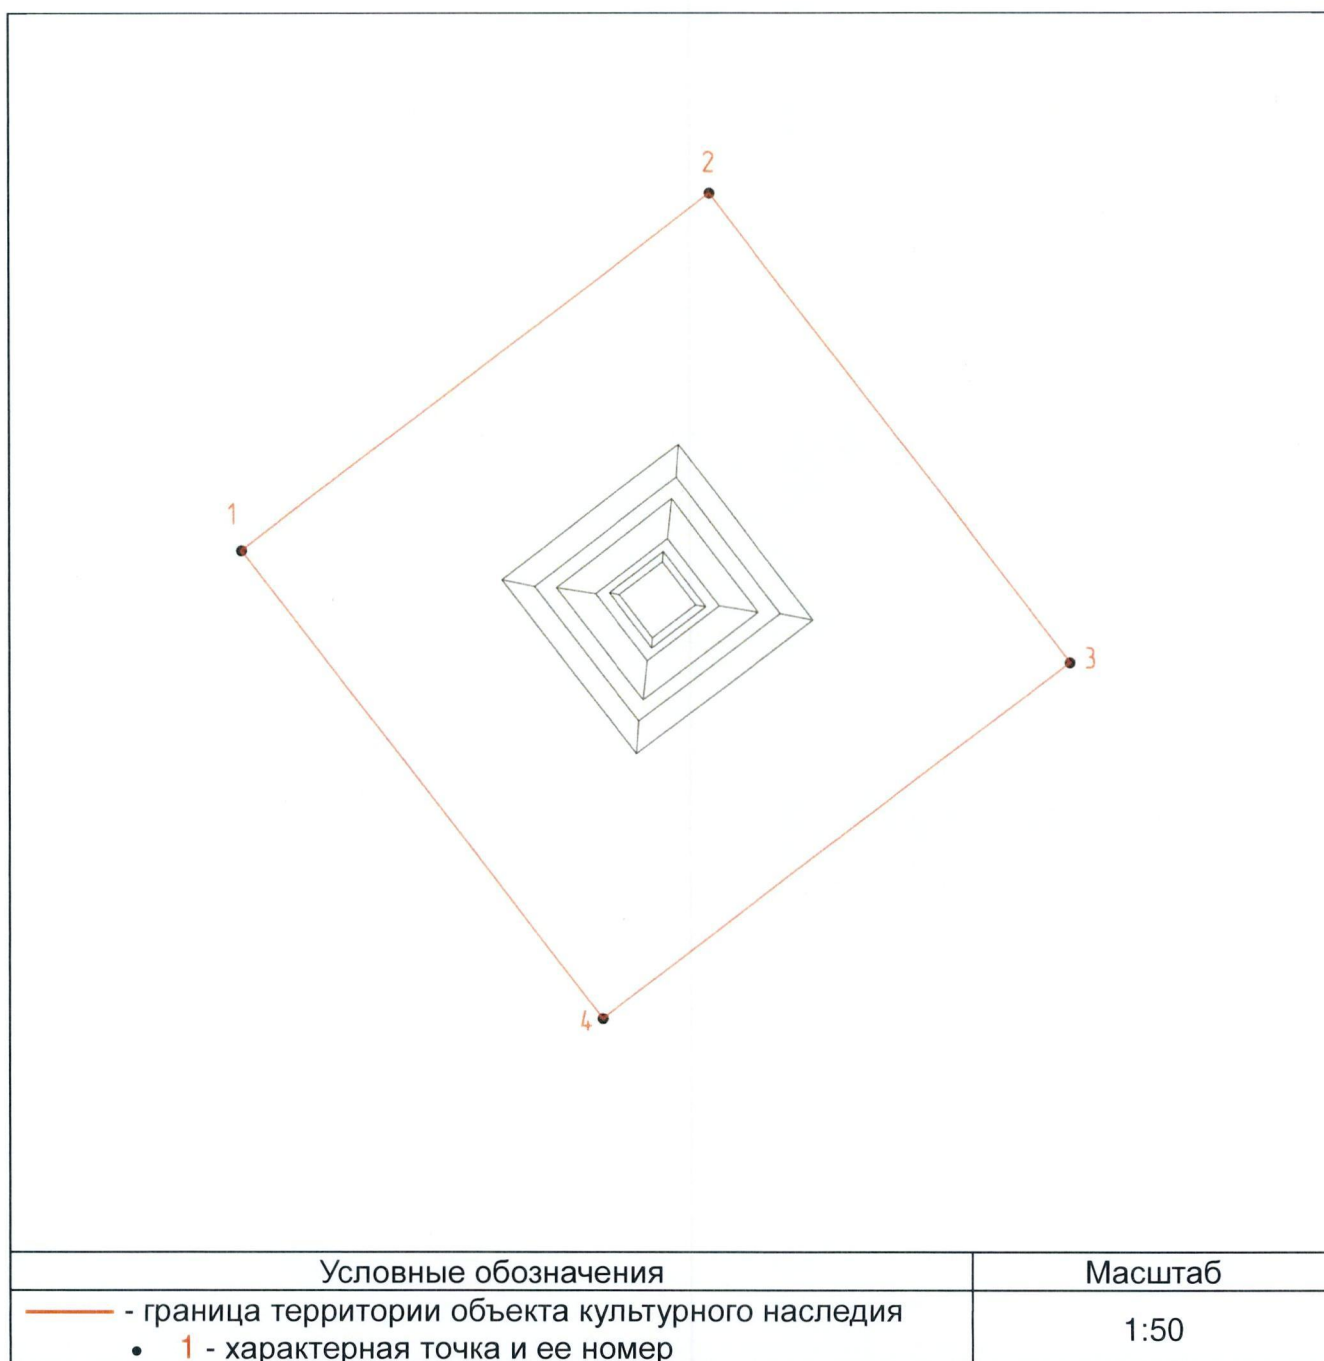 2
1
3
4
Условные обозначения
Масштаб
- граница территории объекта культурного наследия
1:50
1 - характерная точка и ее номер